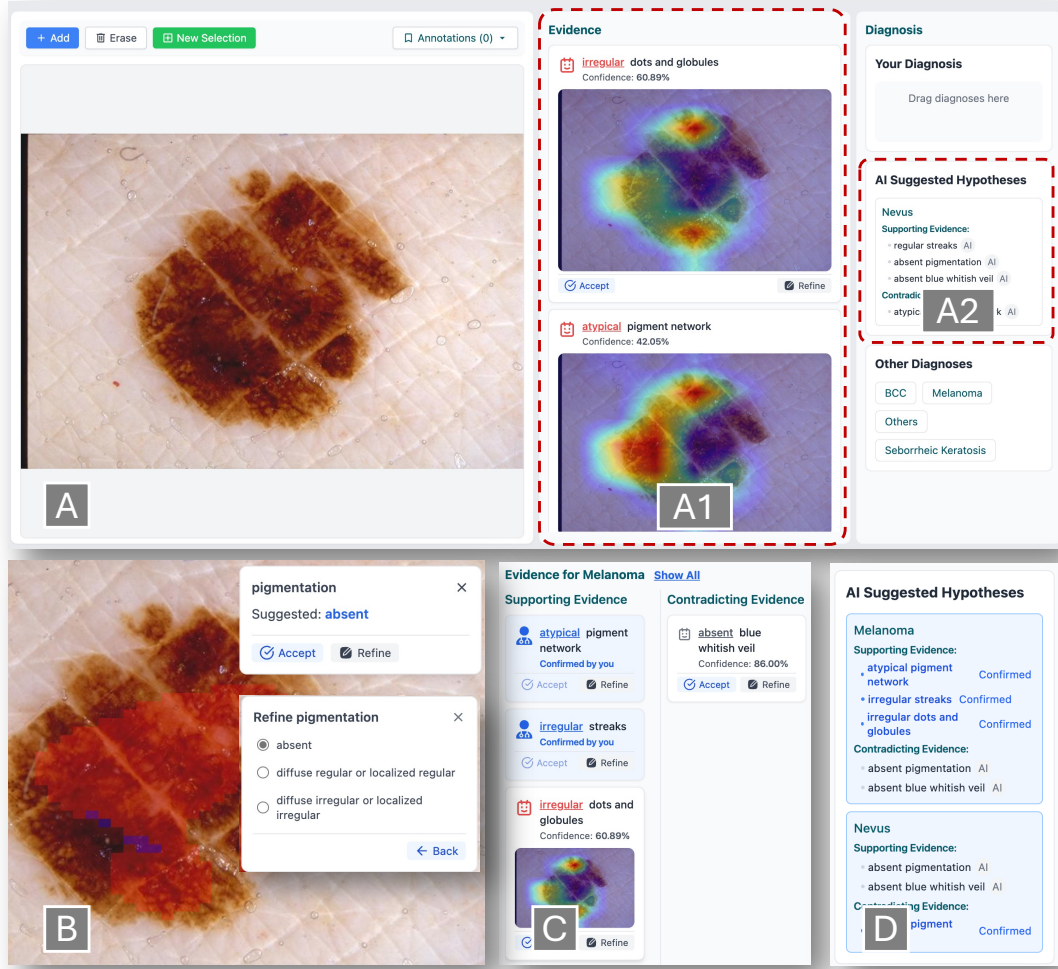 + Add
Erase
New Selection
Annotations (0)
Evidence
irregular dots and globules
Confidence: 60.89%
Accept
Refine
atypical pigment network
Confidence: 42.05%
A1
Diagnosis
Your Diagnosis
Drag diagnoses here
AI Suggested Hypotheses
Nevus
Supporting Evidence:
regular streaks AI
absent pigmentation AI
absent blue whitish veil AI
Contradic
atypic k AI
A2
Other Diagnoses
BCC
Melanoma
Others
Seborrheic Keratosis
A
pigmentation
Suggested: absent
Accept
Refine
Refine pigmentation
absent
diffuse regular or localized regular
diffuse irregular or localized
irregular
Back
B
Evidence for Melanoma Show All
Supporting Evidence
atypical pigment
network
Confirmed by you
Accept
Refine
irregular streaks
Confirmed by you
Accept
Refine
irregular dots and
globules
Confidence: 60.89%
Refine
Contradicting Evidence
absent blue
whitish veil
Confidence: 86.00%
Accept
Refine
C
AI Suggested Hypotheses
Melanoma
Supporting Evidence:
atypical pigment
network Confirmed
irregular streaks Confirmed
irregular dots and
globules Confirmed
Contradicting Evidence:
absent pigmentation AI
absent blue whitish veil AI
Nevus
Supporting Evidence:
absent pigmentation AI
absent blue whitish veil AI
Contradicting Evidence:
pigment
Confirmed
D